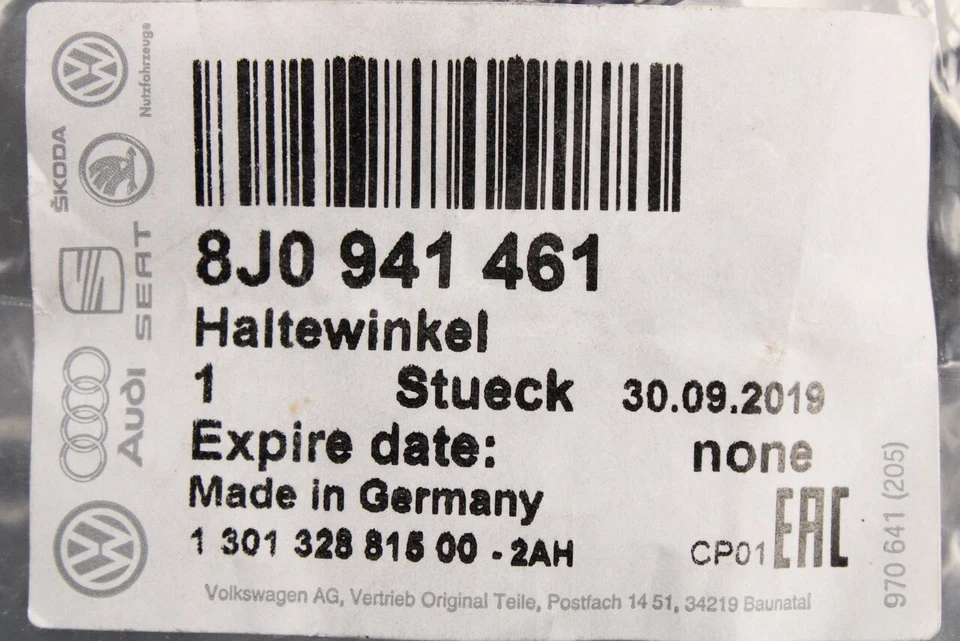 Nutzfahrzeuge
ŠKODA
SEAT
Audi
8J0 941 461
Haltewinkel
1 Stueck 30.09.2019
Expire date: none
Made in Germany
1 301 328 815 00 - 2AH
CP01 EAC
Volkswagen AG, Vertrieb Original Teile, Postfach 14 51, 34219 Baunatal
970 641 (205)